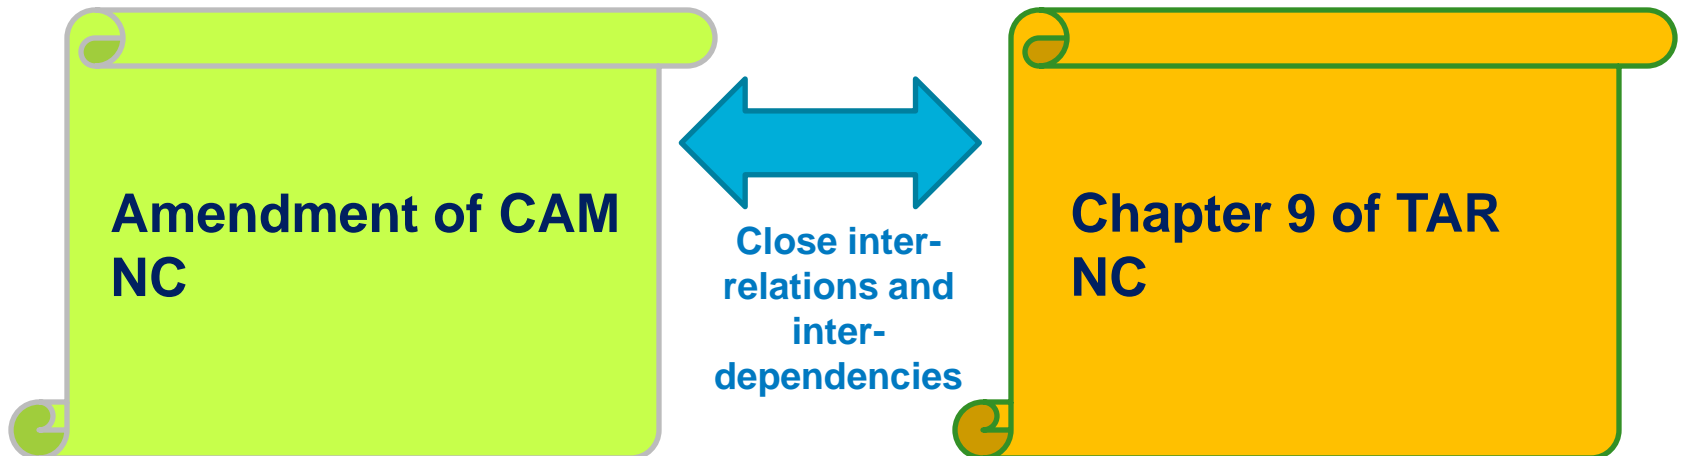 Amendment of CAM
NC
Close inter-
relations and
inter-
dependencies
Chapter 9 of TAR
NC